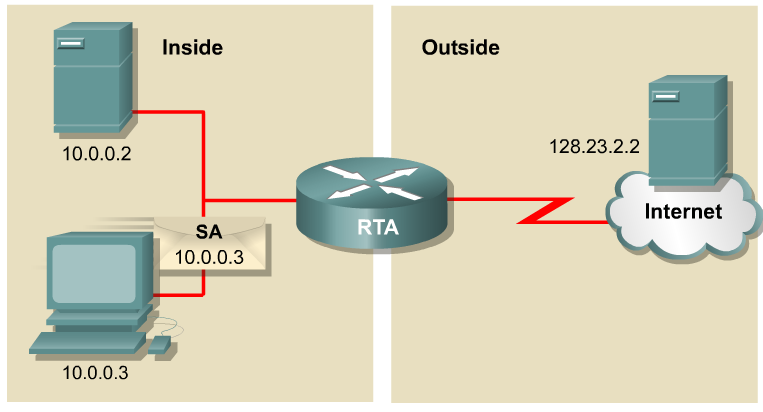 Inside
Outside
10.0.0.2
128.23.2.2
SA
10.0.0.3
RTA
Internet
10.0.0.3